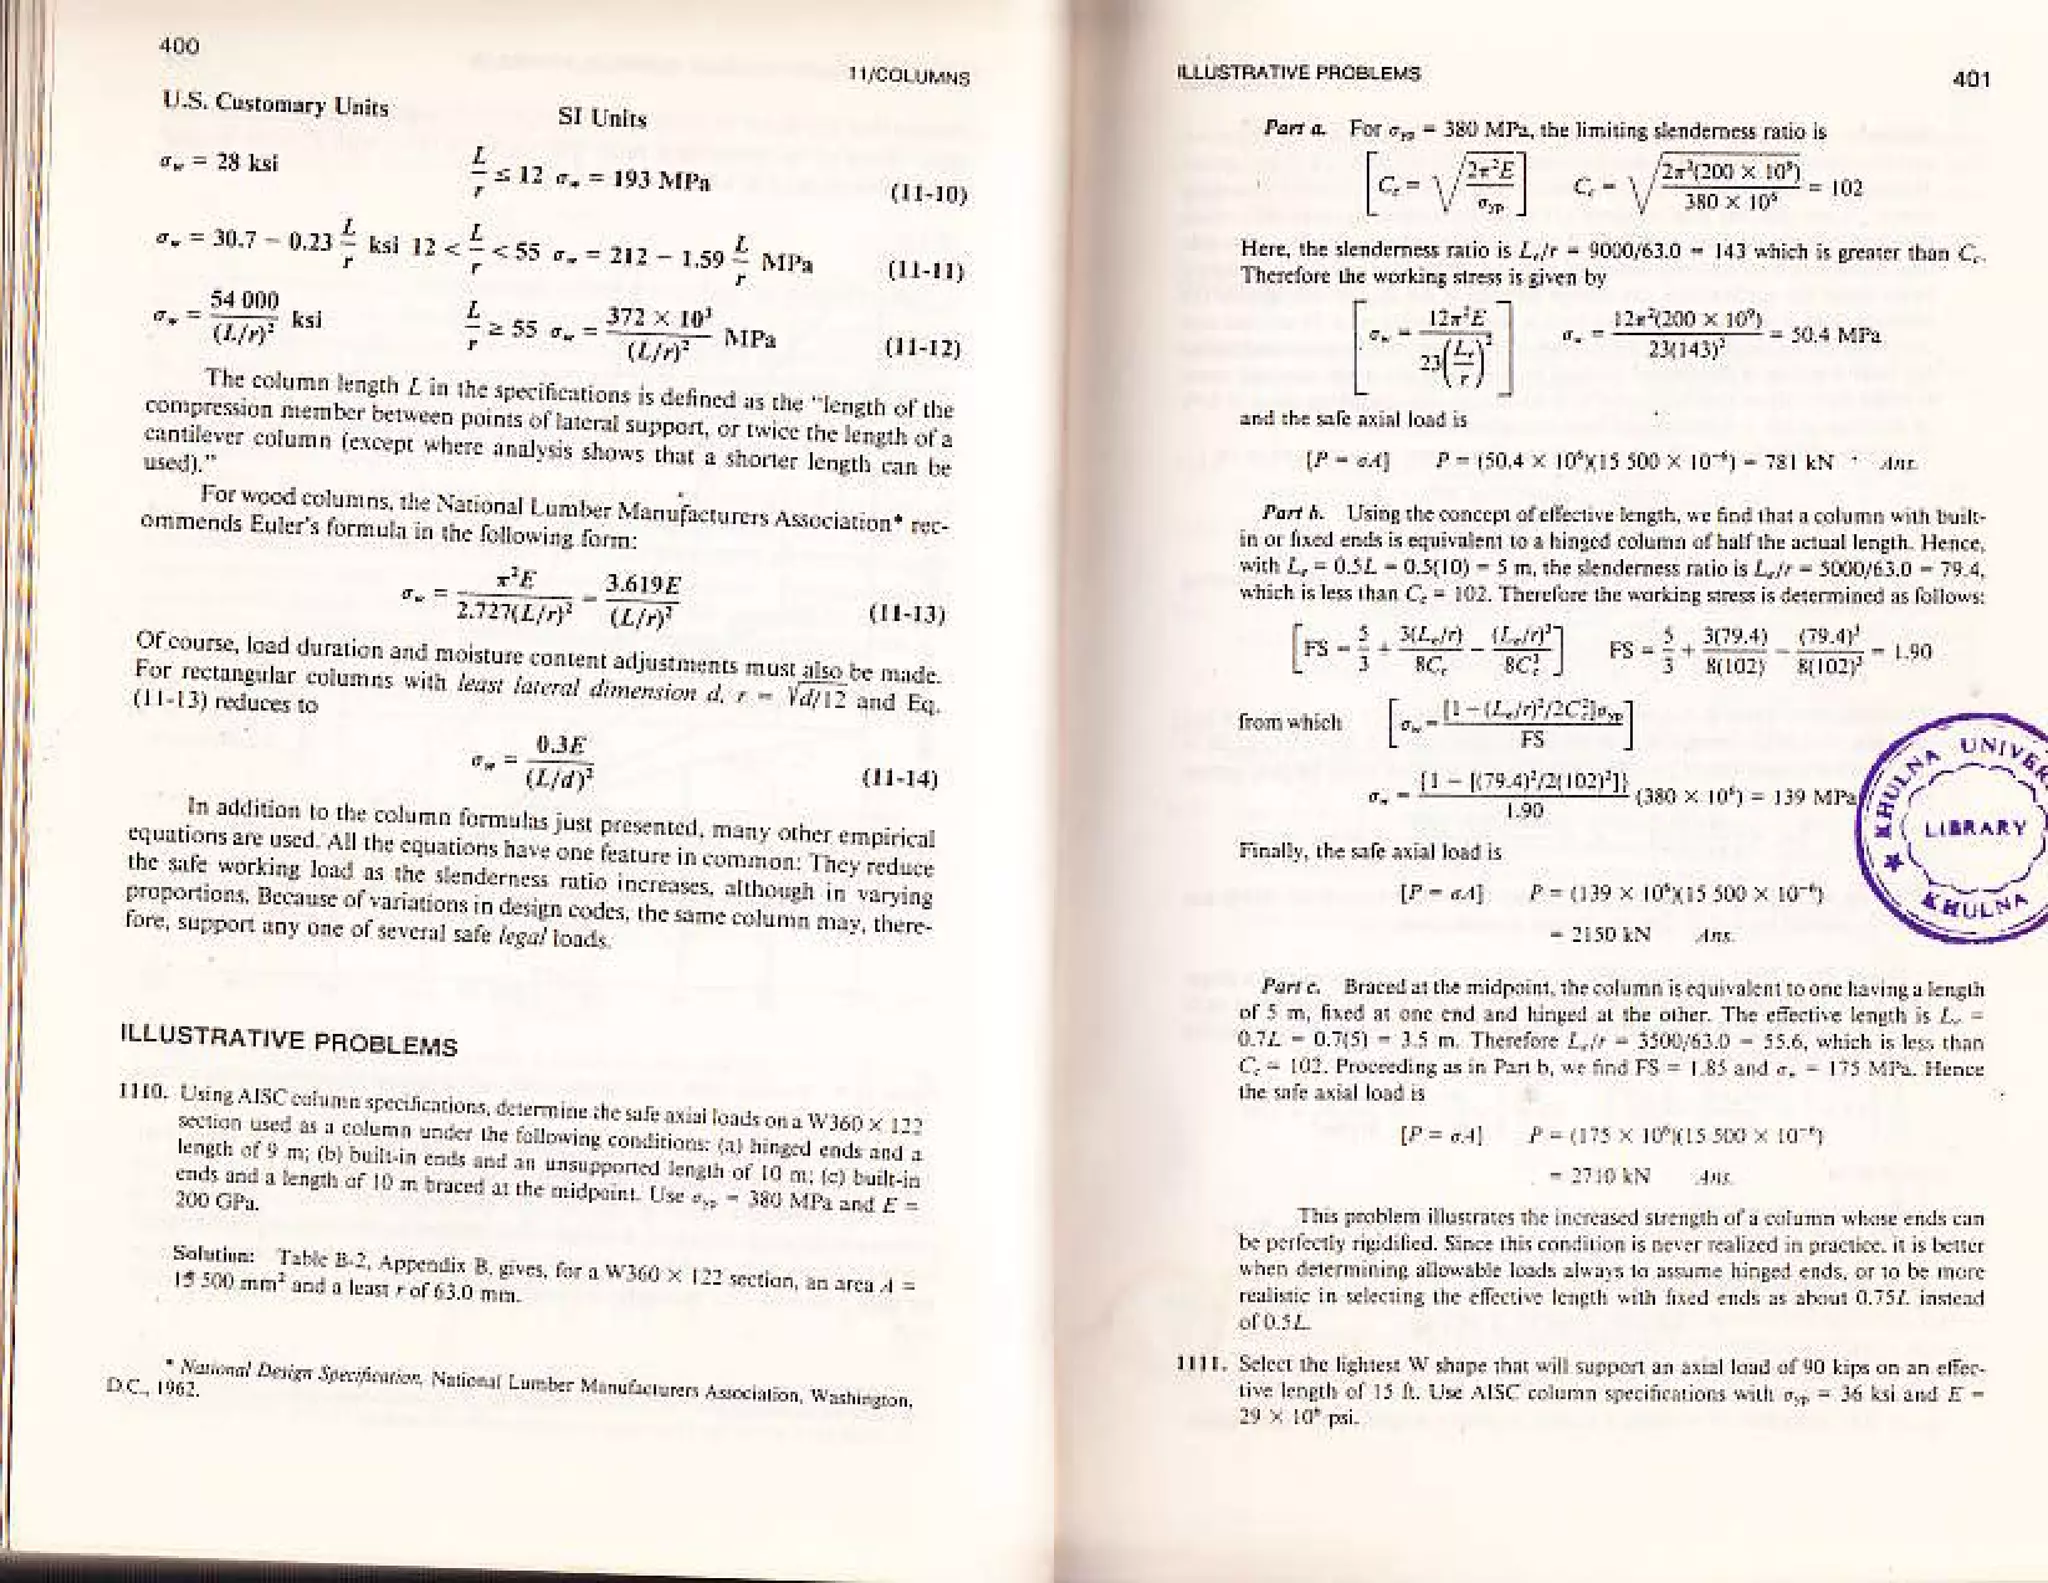 400
11/COLUMNS
U.S. Customary Units SI Units
σw = 28 ksi L/r ≤ 12 σw = 193 MPa (11-10)
σw = 30.7 − 0.23 L/r ksi 12 < L/r < 55 σw = 212 − 1.59 L/r MPa (11-11)
σw = 54 000/(L/r)² ksi L/r ≥ 55 σw = 372 × 10³/(L/r)² MPa (11-12)
The column length L in the specifications is defined as the "length of the
compression member between points of lateral support, or twice the length of a
cantilever column (except where analysis shows that a shorter length can be
used)."
For wood columns, the National Lumber Manufacturers Association* rec-
ommends Euler's formula in the following form:
σw = π²E/2.727(L/r)² = 3.619E/(L/r)² (11-13)
Of course, load duration and moisture content adjustments must also be made.
For rectangular columns with least lateral dimension d, r = √d/12 and Eq.
(11-13) reduces to
σw = 0.3E/(L/d)² (11-14)
In addition to the column formulas just presented, many other empirical
equations are used. All the equations have one feature in common: They reduce
the safe working load as the slenderness ratio increases, although in varying
proportions. Because of variations in design codes, the same column may, there-
fore, support any one of several safe legal loads.
ILLUSTRATIVE PROBLEMS
1110. Using AISC column specifications, determine the safe axial loads on a W360 × 122
section used as a column under the following conditions: (a) hinged ends and a
length of 9 m; (b) built-in ends and an unsupported length of 10 m; (c) built-in
ends and a length of 10 m braced at the midpoint. Use σyp = 380 MPa and E =
200 GPa.
Solution: Table B-2, Appendix B, gives, for a W360 × 122 section, an area A =
15 500 mm² and a least r of 63.0 mm.
* National Design Specification, National Lumber Manufacturers Association, Washington,
D.C., 1962.
ILLUSTRATIVE PROBLEMS
401
Part a. For σyp = 380 MPa, the limiting slenderness ratio is
[Cc = √(2π²E/σyp)] Cc = √(2π²(200 × 10⁹)/380 × 10⁶) = 102
Here, the slenderness ratio is Le/r = 9000/63.0 = 143 which is greater than Cc.
Therefore the working stress is given by
[σw = 12π²E/23(Le/r)²] σw = 12π²(200 × 10⁹)/23(143)² = 50.4 MPa
and the safe axial load is
[P = σA] P = (50.4 × 10⁶)(15 500 × 10⁻⁶) = 781 kN Ans.
Part b. Using the concept of effective length, we find that a column with built-
in or fixed ends is equivalent to a hinged column of half the actual length. Hence,
with Le = 0.5L = 0.5(10) = 5 m, the slenderness ratio is Le/r = 5000/63.0 = 79.4,
which is less than Cc = 102. Therefore the working stress is determined as follows:
[FS = 5/3 + 3(Le/r)/8Cc − (Le/r)³/8Cc³] FS = 5/3 + 3(79.4)/8(102) − (79.4)³/8(102)³ = 1.90
from which [σw = [1 − (Le/r)²/2Cc²]σyp/FS]
σw = {1 − [(79.4)²/2(102)²]}/1.90 (380 × 10⁶) = 139 MPa
Finally, the safe axial load is
[P = σA] P = (139 × 10⁶)(15 500 × 10⁻⁶)
= 2150 kN Ans.
KHULNA UNIVER
LIBRARY
KHULNA
Part c. Braced at the midpoint, the column is equivalent to one having a length
of 5 m, fixed at one end and hinged at the other. The effective length is Le =
0.7L = 0.7(5) = 3.5 m. Therefore Le/r = 3500/63.0 = 55.6, which is less than
Cc = 102. Proceeding as in Part b, we find FS = 1.85 and σw = 175 MPa. Hence
the safe axial load is
[P = σA] P = (175 × 10⁶)(15 500 × 10⁻⁶)
= 2710 kN Ans.
This problem illustrates the increased strength of a column whose ends can
be perfectly rigidified. Since this condition is never realized in practice, it is better
when determining allowable loads always to assume hinged ends, or to be more
realistic in selecting the effective length with fixed ends as about 0.75L instead
of 0.5L.
1111. Select the lightest W shape that will support an axial load of 90 kips on an effec-
tive length of 15 ft. Use AISC column specifications with σyp = 36 ksi and E =
29 × 10⁶ psi.